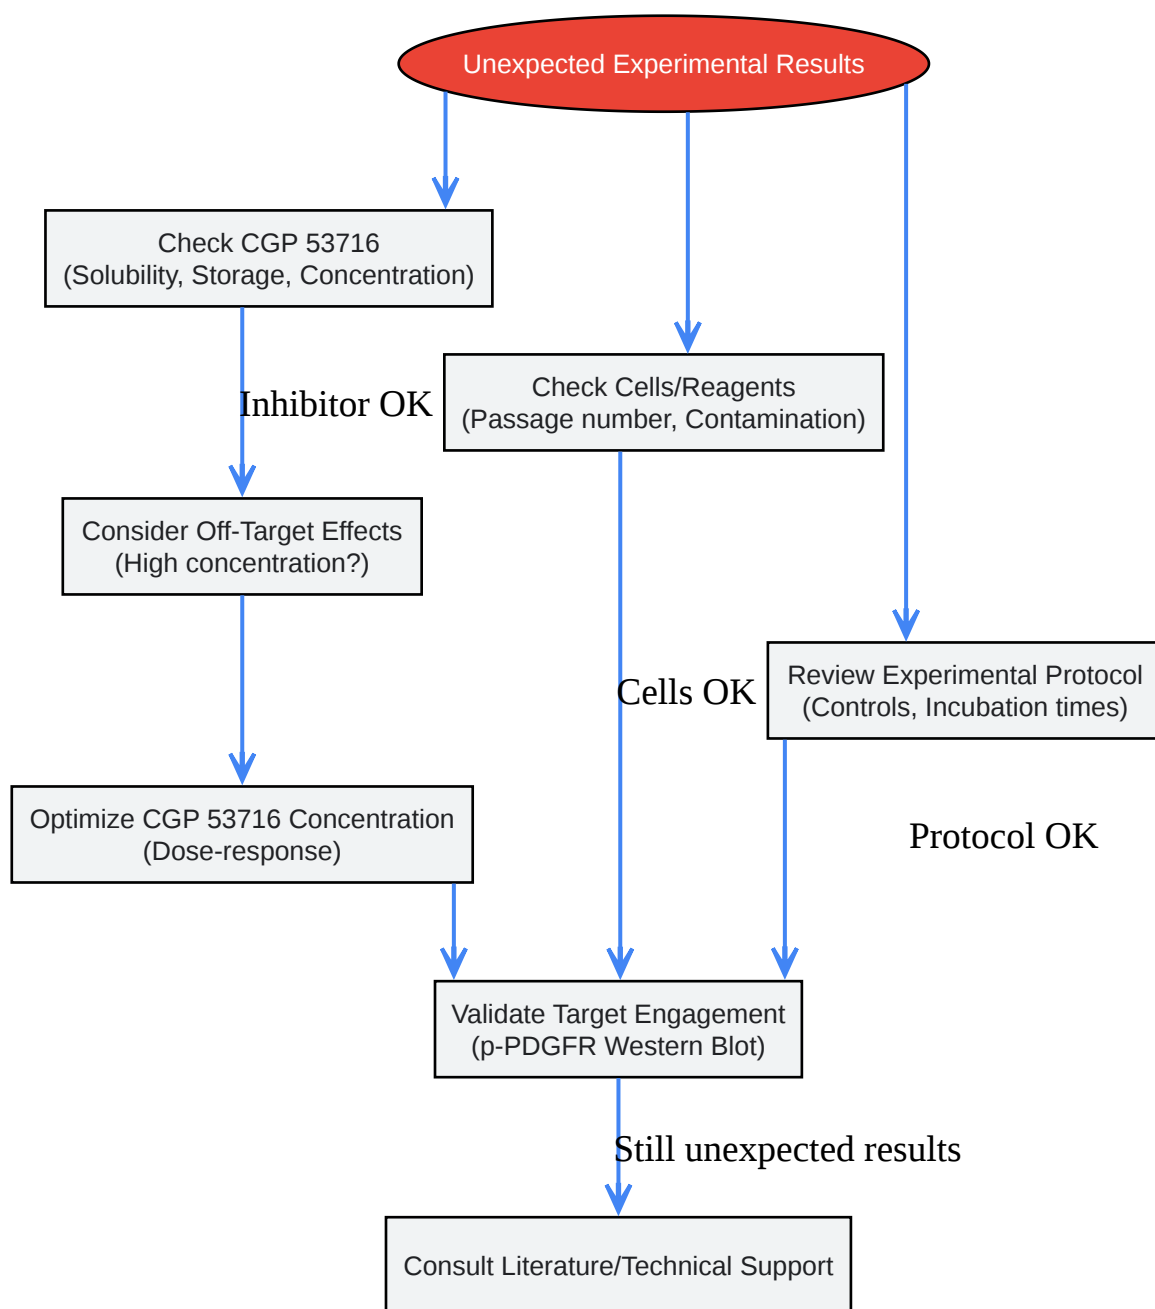 Unexpected Experimental Results
Check CGP 53716
(Solubility, Storage, Concentration)
Check Cells/Reagents
(Passage number, Contamination)
Inhibitor OK
Consider Off-Target Effects
(High concentration?)
Review Experimental Protocol
(Controls, Incubation times)
Cells OK
Optimize CGP 53716 Concentration
(Dose-response)
Protocol OK
Validate Target Engagement
(p-PDGFR Western Blot)
Still unexpected results
Consult Literature/Technical Support